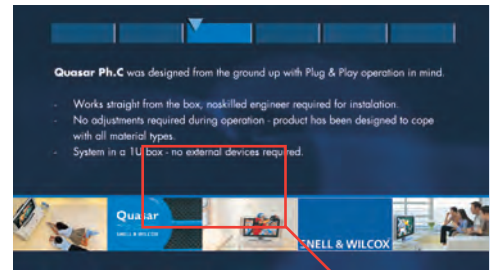 Quasar Ph.C was designed from the ground up with Plug & Play operation in mind.
- Works straight from the box, noskilled engineer required for instalation.
- No adjustments required during operation - product has been designed to cope
with all material types.
- System in a 1U box - no external devices required.
Quasar
SNELL & WILCOX
SNELL & WILCOX